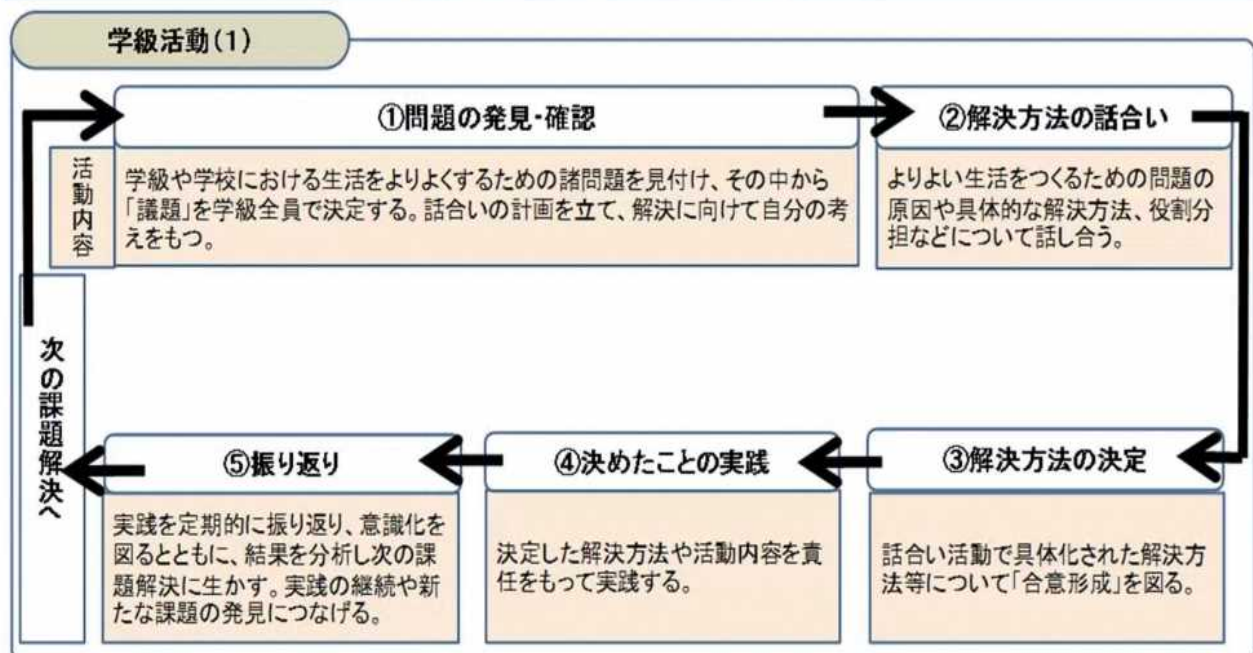 学級活動(1)
①問題の発見・確認
②解決方法の話合い
活動内容
学級や学校における生活をよりよくするための諸問題を見付け、その中から
「議題」を学級全員で決定する。話合いの計画を立て、解決に向けて自分の考
えをもつ。
よりよい生活をつくるための問題の
原因や具体的な解決方法、役割分
担などについて話し合う。
③解決方法の決定
話合い活動で具体化された解決方
法等について「合意形成」を図る。
④決めたことの実践
決定した解決方法や活動内容を責
任をもって実践する。
⑤振り返り
実践を定期的に振り返り、意識化を
図るとともに、結果を分析し次の課
題解決に生かす。実践の継続や新
たな課題の発見につなげる。
次の課題解決へ